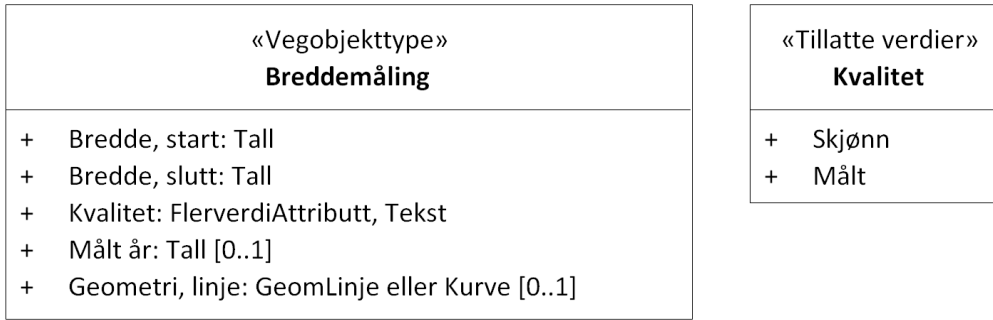 «Vegobjekttype»
Breddemåling
+ Bredde, start: Tall
+ Bredde, slutt: Tall
+ Kvalitet: FlerverdiAttributt, Tekst
+ Målt år: Tall [0..1]
+ Geometri, linje: GeomLinje eller Kurve [0..1]
«Tillatte verdier»
Kvalitet
+ Skjønn
+ Målt